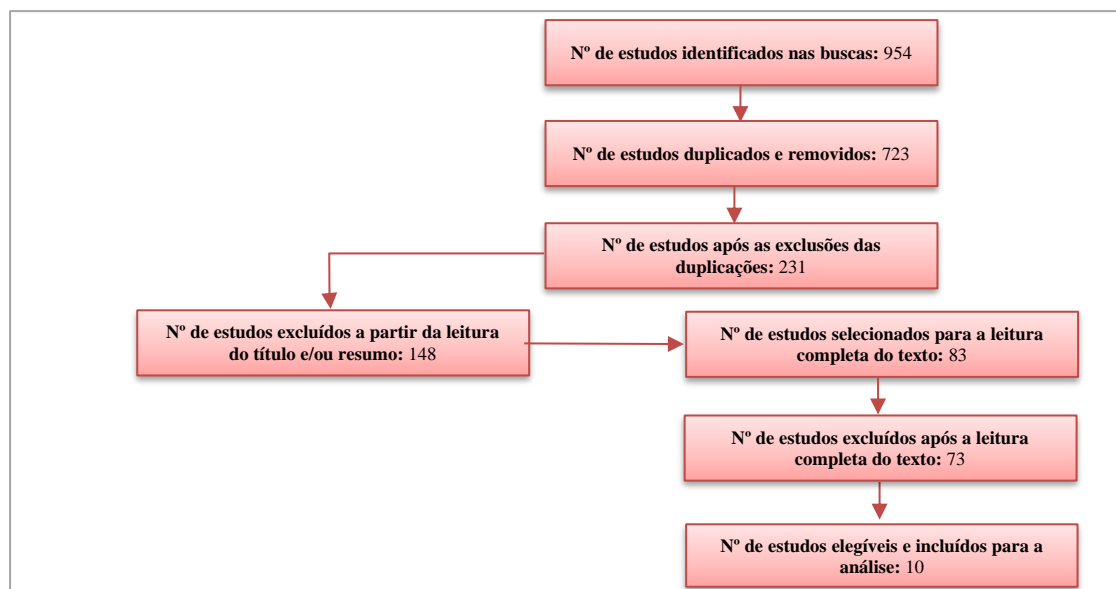 Nº de estudos identificados nas buscas: 954
Nº de estudos duplicados e removidos: 723
Nº de estudos após as exclusões das
duplicações: 231
Nº de estudos excluídos a partir da leitura
do título e/ou resumo: 148
Nº de estudos selecionados para a leitura
completa do texto: 83
Nº de estudos excluídos após a leitura
completa do texto: 73
Nº de estudos elegíveis e incluídos para a
análise: 10